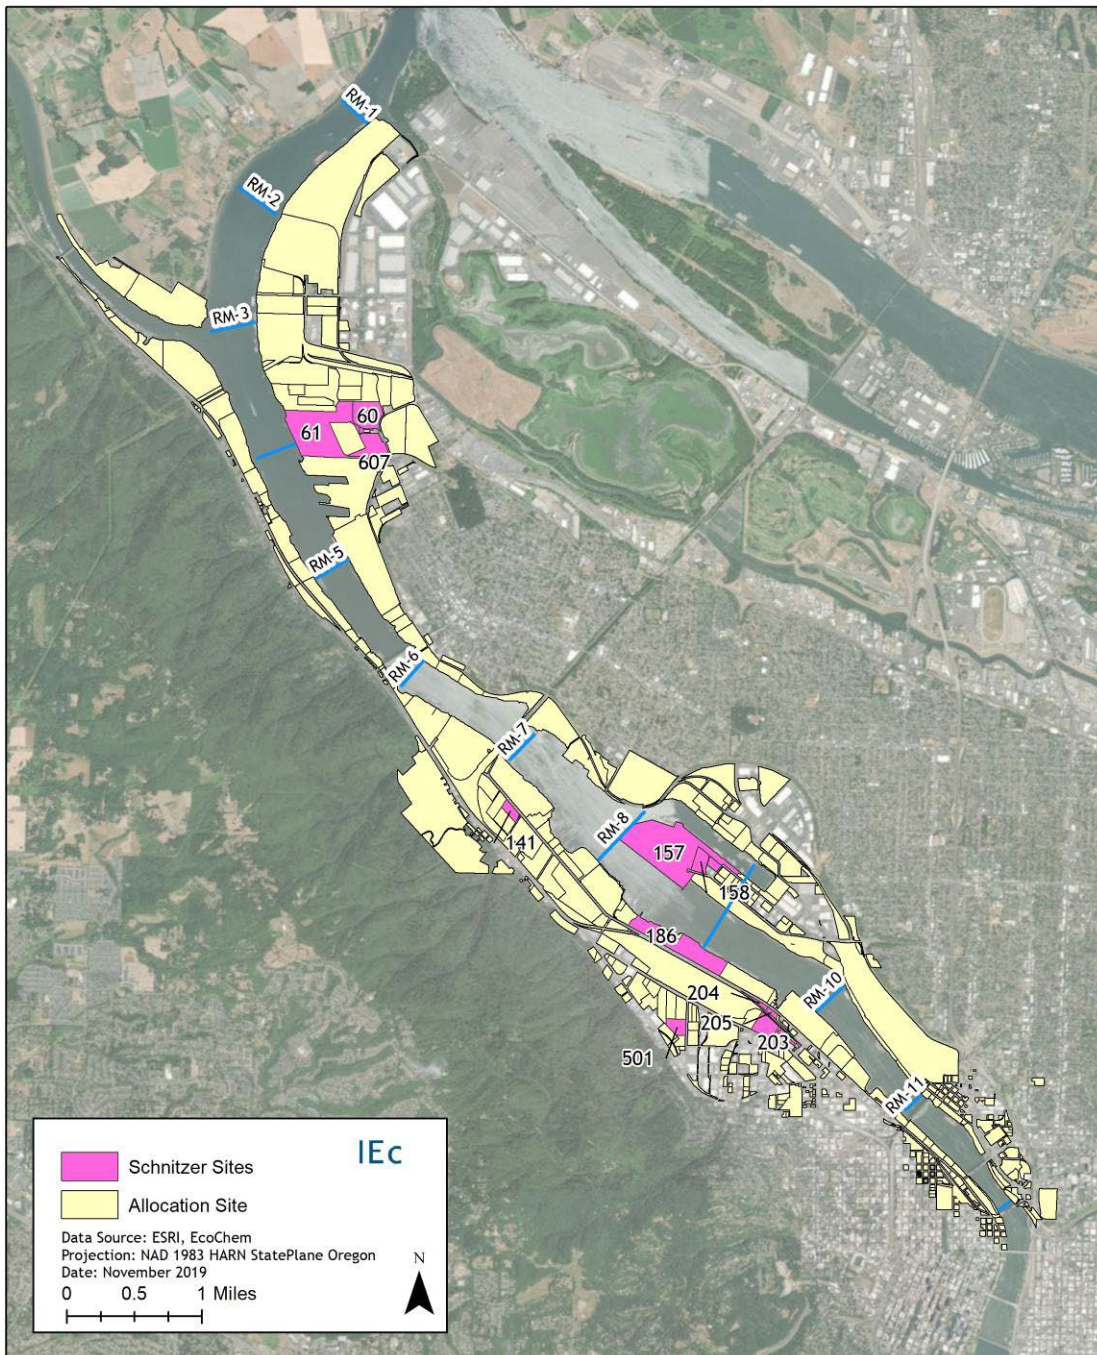 RM-1
RM-2
RM-3
60
61
607
RM-5
RM-6
RM-7
RM-8
141
157
158
186
204
RM-10
205
203
501
RM-11
IEc
Schnitzer Sites
Allocation Site
Data Source: ESRI, EcoChem
Projection: NAD 1983 HARN StatePlane Oregon
Date: November 2019
N
0 0.5 1 Miles